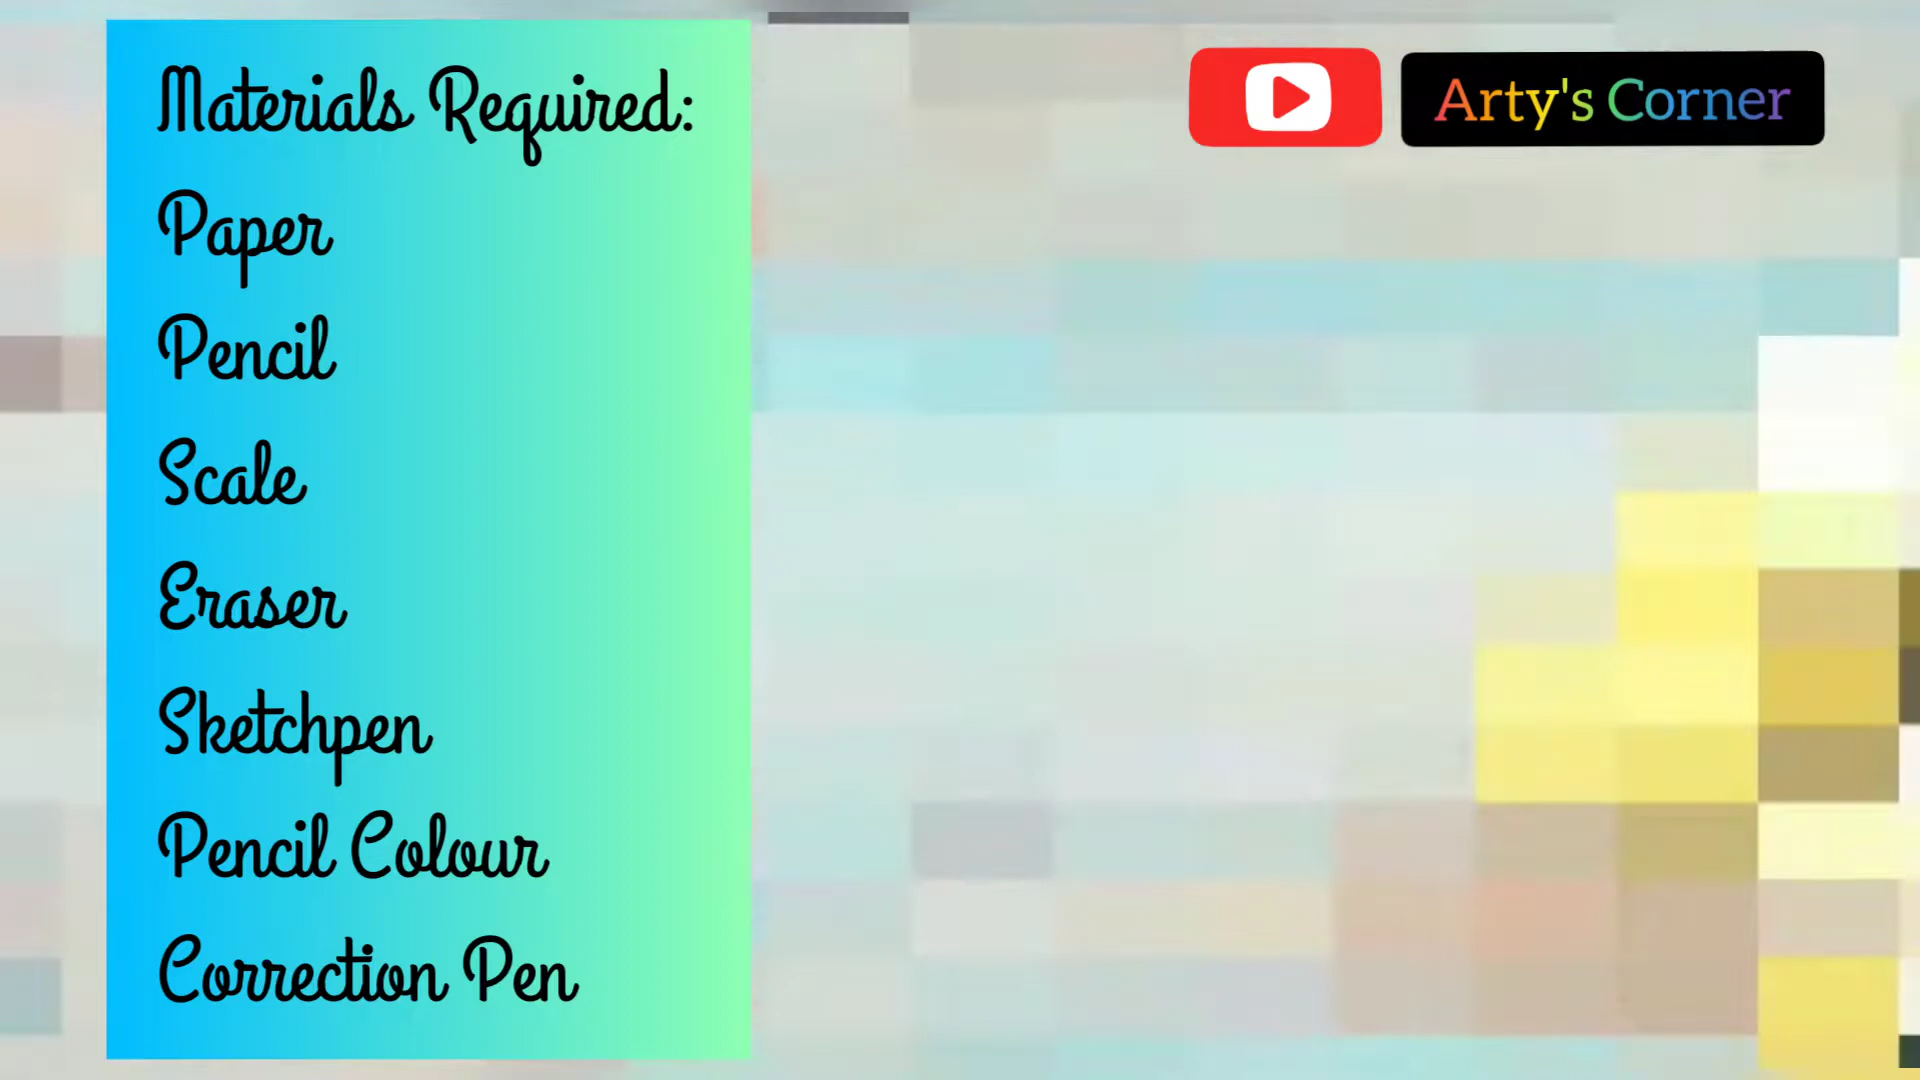 Materials Required:
Paper
Pencil
Scale
Eraser
Sketchpen
Pencil Colour
Correction Pen
Arty's Corner